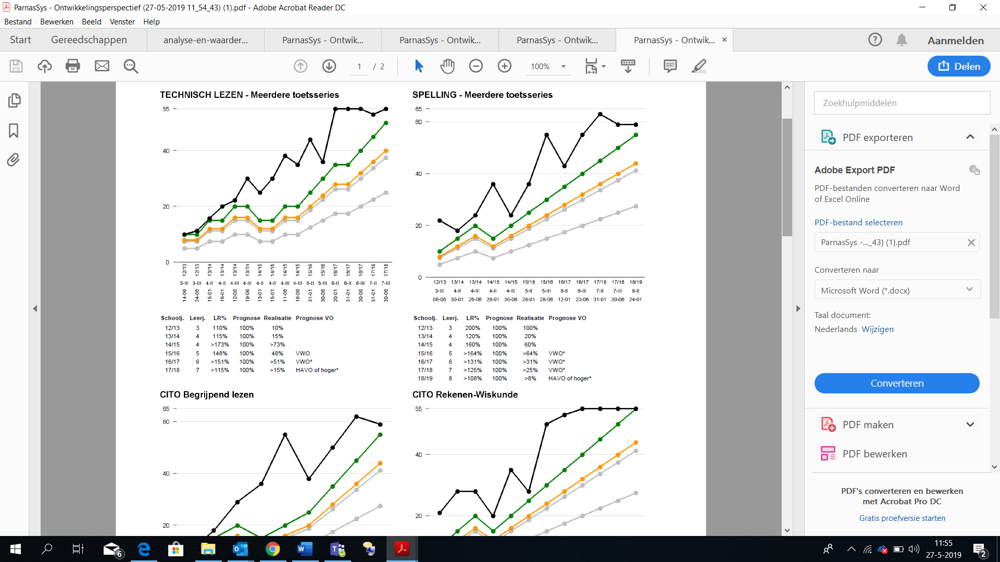 ParnasSys - Ontwikkelingsperspectief (27-05-2019 11_54_43) (1).pdf - Adobe Acrobat Reader DC
Bestand Bewerken Beeld Venster Help
Start Gereedschappen analyse-en-waarder... ParnasSys - Ontwik... ParnasSys - Ontwik... ParnasSys - Ontwik... ParnasSys - Ontwik... Aanmelden
1 / 2 100% Delen
TECHNISCH LEZEN - Meerdere toetsseries
55
40
20
0
12/13 12/13 13/14 13/14 13/14 13/14 14/15 14/15 14/15 14/15 15/16 15/16 16/17 16/17 16/17 17/18 17/18
3-III 3-III 4-II 4-II 4-III 4-III 4-II 4-II 4-III 4-III 5-II 5-III 6-II 6-II 6-III 7-II 7-III
14-06 24-06 15-01 16-01 12-06 19-06 13-01 15-01 11-06 16-06 31-01 30-06 20-01 31-01 30-06 31-01 30-06
Schoolj. Leerj. LR% Prognose Realisatie Prognose VO
12/13 3 110% 100% 10%
13/14 4 115% 100% 15%
14/15 4 >173% 100% >73%
15/16 5 148% 100% 48% VWO
16/17 6 >151% 100% >51% VWO*
17/18 7 >115% 100% >15% HAVO of hoger*
SPELLING - Meerdere toetsseries
65
60
40
20
0
12/13 13/14 13/14 14/15 14/15 15/16 15/16 16/17 16/17 17/18 17/18 18/19
3-III 4-II 4-III 4-II 4-III 5-II 5-III 6-II 6-III 7-II 7-III 8-II
06-06 30-01 26-06 28-01 30-06 28-01 28-06 12-01 23-06 31-01 30-06 24-01
Schoolj. Leerj. LR% Prognose Realisatie Prognose VO
12/13 3 200% 100% 100%
13/14 4 120% 100% 20%
14/15 4 160% 100% 60%
15/16 5 >164% 100% >64% VWO*
16/17 6 >131% 100% >31% VWO*
17/18 7 >125% 100% >25% VWO*
18/19 8 >108% 100% >8% HAVO of hoger*
CITO Begrijpend lezen
65
60
40
20
CITO Rekenen-Wiskunde
55
40
20
Zoekhulpmiddelen
PDF exporteren
Adobe Export PDF
PDF-bestanden converteren naar Word
of Excel Online
PDF-bestand selecteren
ParnasSys -..._43) (1).pdf
Converteren naar
Microsoft Word (*.docx)
Taal document:
Nederlands Wijzigen
Converteren
PDF maken
PDF bewerken
PDF's converteren en bewerken
met Acrobat Pro DC
Gratis proefversie starten
6
11:55
27-5-2019
2